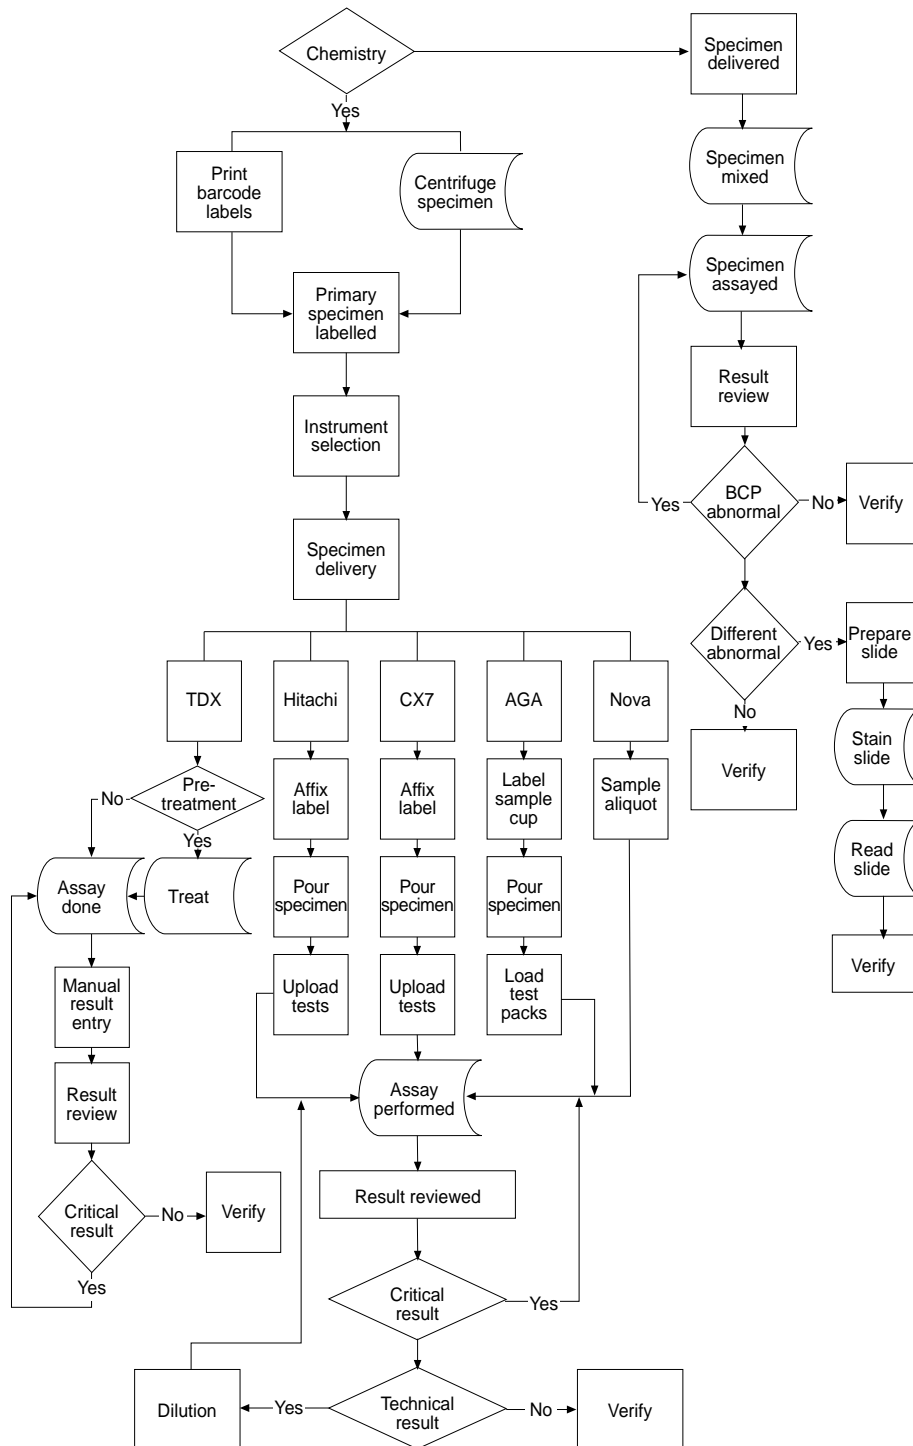 Chemistry
Specimen
delivered
Yes
Print
barcode
labels
Centrifuge
specimen
Specimen
mixed
Primary
specimen
labelled
Specimen
assayed
Instrument
selection
Result
review
Specimen
delivery
Yes
BCP
abnormal
No
Verify
Different
abnormal
Yes
Prepare
slide
No
Verify
Stain
slide
Read
slide
Verify
TDX
Hitachi
CX7
AGA
Nova
No
Pre-
treatment
Yes
Affix
label
Affix
label
Label
sample
cup
Sample
aliquot
Assay
done
Treat
Pour
specimen
Pour
specimen
Pour
specimen
Manual
result
entry
Upload
tests
Upload
tests
Load
test
packs
Result
review
Assay
performed
Critical
result
No
Verify
Yes
Result reviewed
Critical
result
Yes
Dilution
Yes
Technical
result
No
Verify